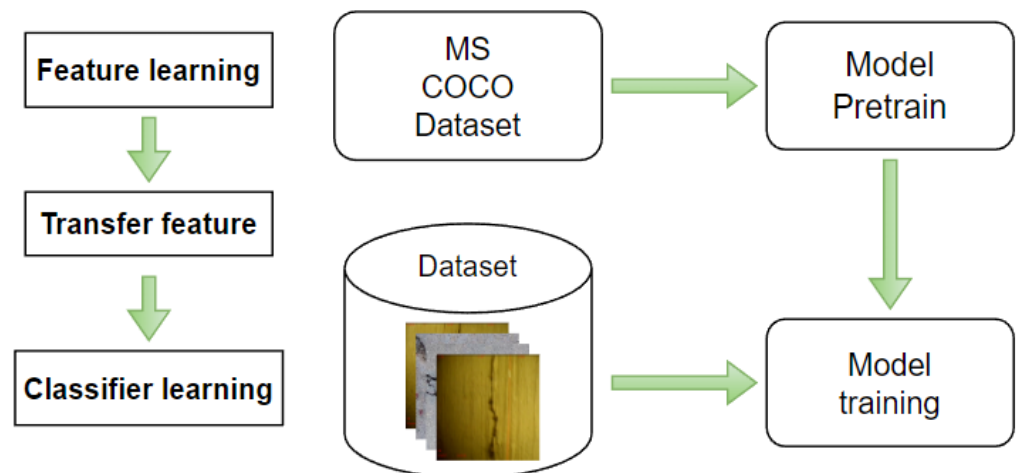 Feature learning
Transfer feature
Classifier learning
MS
COCO
Dataset
Model
Pretrain
Dataset
Model
training